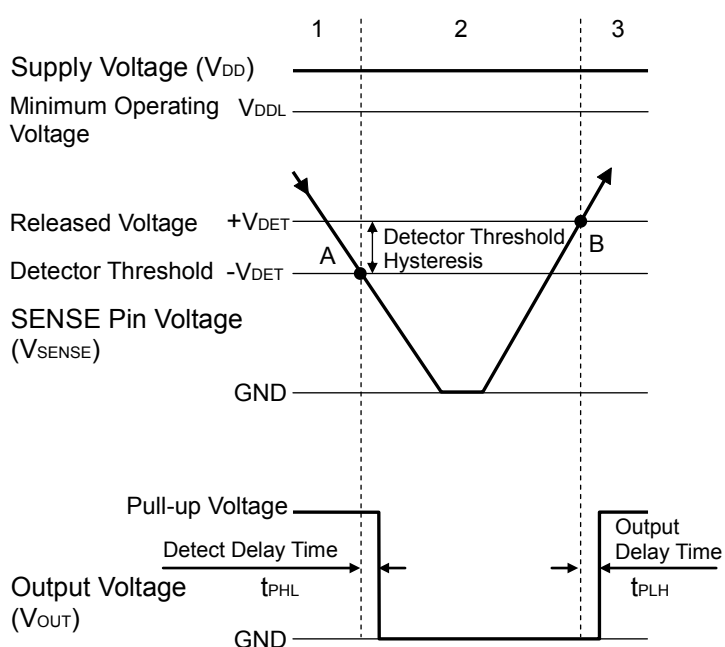 1 2 3
Supply Voltage (VDD)
Minimum Operating VDDL
Voltage
Released Voltage +VDET
Detector Threshold
Hysteresis
A
B
Detector Threshold -VDET
SENSE Pin Voltage
(VSENSE)
GND
Pull-up Voltage
Detect Delay Time
tPHL
Output
Delay Time
tPLH
Output Voltage
(VOUT)
GND